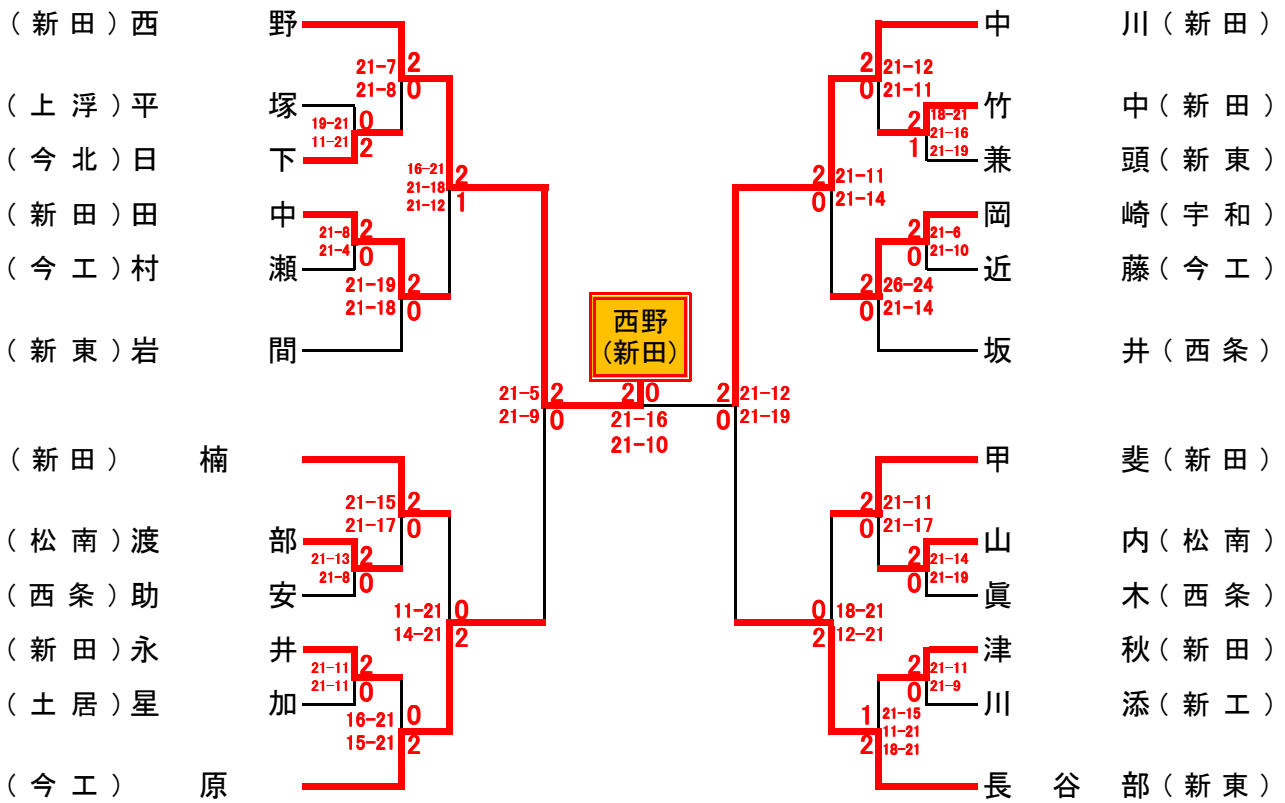 (新田)西野
21-7 2
21-8 0
(上浮)平塚
19-21 0
11-21 2
(今北)日下
16-21 2
21-18
21-12 1
(新田)田中
21-8 2
21-4 0
(今工)村瀬
21-19 2
21-18 0
(新東)岩間
21-5 2
21-9 0
(新田)楠
21-15 2
21-17 0
(松南)渡部
21-13 2
21-8 0
(西条)助安
11-21 0
14-21 2
(新田)永井
21-11 2
21-11 0
(土居)星加
16-21 0
15-21 2
(今工)原
西野
(新田)
2 0
21-16
21-10
中川(新田)
2 21-12
0 21-11
竹中(新田)
2 18-21
21-16
1 21-19
兼頭(新東)
2 21-11
0 21-14
岡崎(宇和)
2 21-6
0 21-10
近藤(今工)
2 26-24
0 21-14
坂井(西条)
2 21-12
0 21-19
甲斐(新田)
2 21-11
0 21-17
山内(松南)
2 21-14
0 21-19
眞木(西条)
0 18-21
2 12-21
津秋(新田)
2 21-11
0 21-9
川添(新工)
1 21-15
11-21
2 18-21
長谷部(新東)